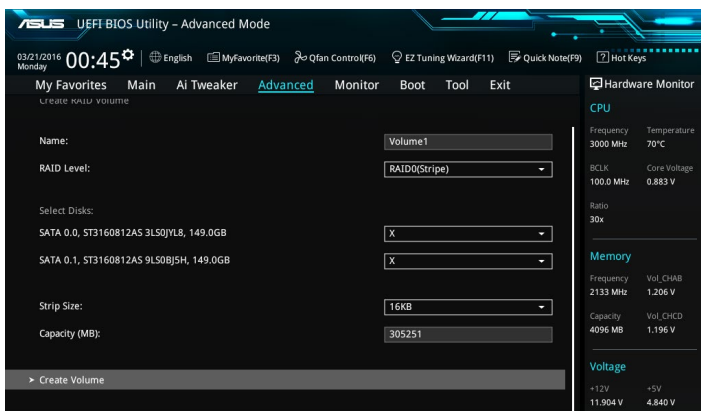 ASUS UEFI BIOS Utility – Advanced Mode
03/21/2016
Monday
00:45
English
MyFavorite(F3)
Qfan Control(F6)
EZ Tuning Wizard(F11)
Quick Note(F9)
? Hot Keys
My Favorites Main Ai Tweaker Advanced Monitor Boot Tool Exit
Hardware Monitor
Create RAID Volume
Name: Volume1
RAID Level: RAID0(Stripe)
Select Disks:
SATA 0.0, ST3160812AS 3LS0JYL8, 149.0GB X
SATA 0.1, ST3160812AS 9LS0BJ5H, 149.0GB X
Strip Size: 16KB
Capacity (MB): 305251
> Create Volume
CPU
Frequency Temperature
3000 MHz 70°C
BCLK Core Voltage
100.0 MHz 0.883 V
Ratio
30x
Memory
Frequency Vol_CHAB
2133 MHz 1.206 V
Capacity Vol_CHCD
4096 MB 1.196 V
Voltage
+12V +5V
11.904 V 4.840 V